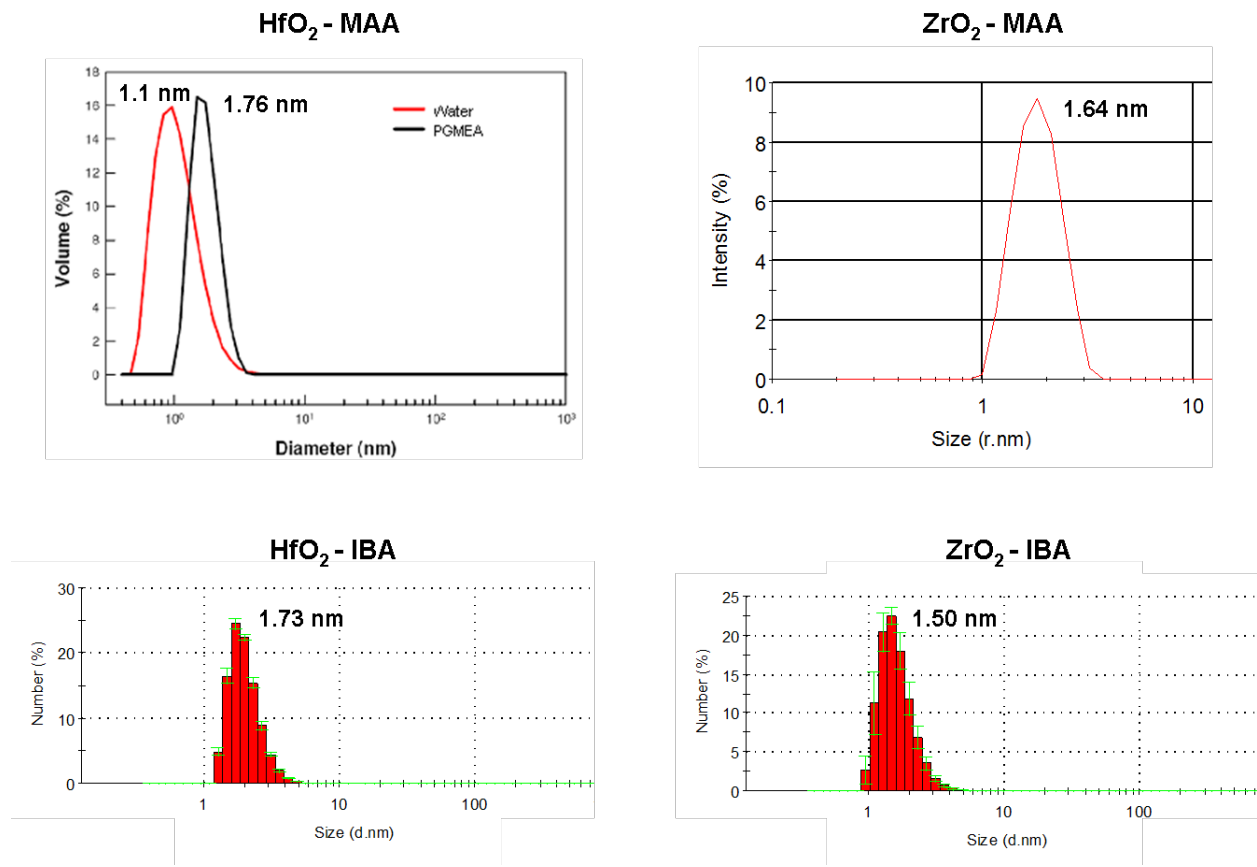 HfO₂ - MAA
18
16
14
12
10
8
6
4
2
0
Volume (%)
1.1 nm
1.76 nm
Water
PGMEA
10⁰
10¹
10²
10³
Diameter (nm)
ZrO₂ - MAA
10
8
6
4
2
0
Intensity (%)
1.64 nm
0.1
1
10
Size (r.nm)
HfO₂ - IBA
30
20
10
0
Number (%)
1.73 nm
1
10
100
Size (d.nm)
ZrO₂ - IBA
25
20
15
10
5
0
Number (%)
1.50 nm
1
10
100
Size (d.nm)